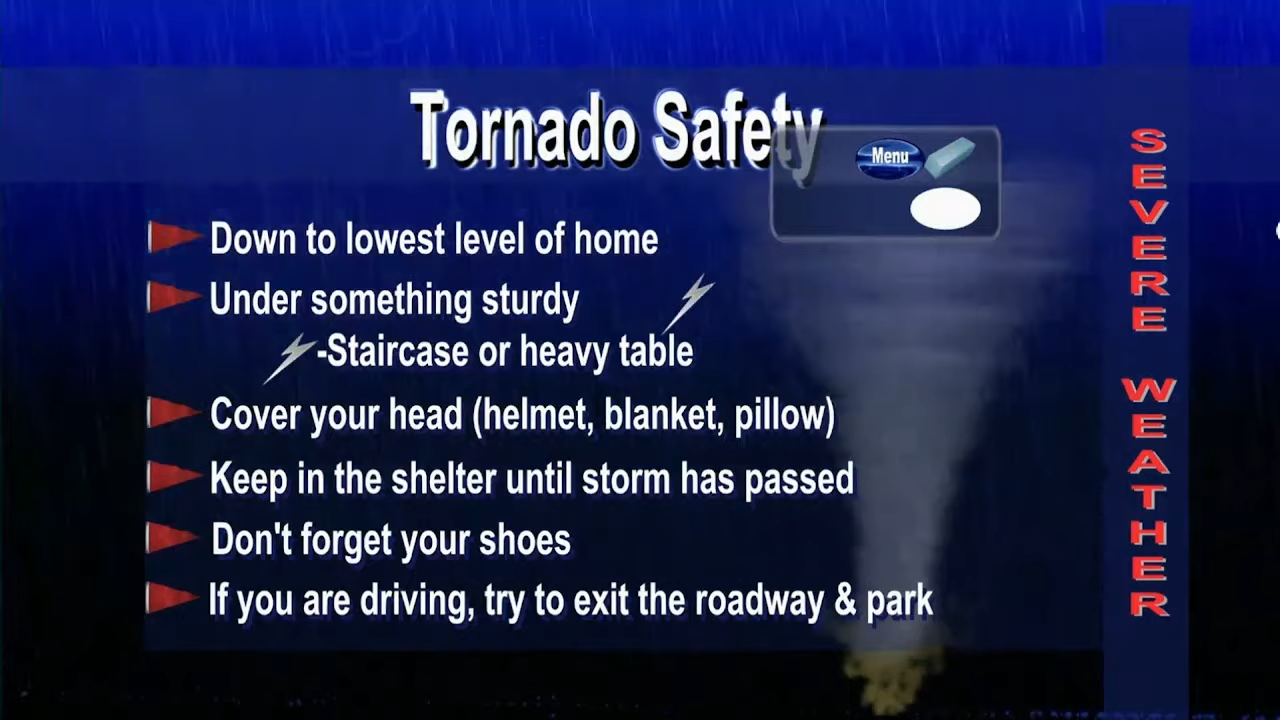 Tornado Safety
Menu
Down to lowest level of home
Under something sturdy
-Staircase or heavy table
Cover your head (helmet, blanket, pillow)
Keep in the shelter until storm has passed
Don't forget your shoes
If you are driving, try to exit the roadway & park
SEVERE WEATHER